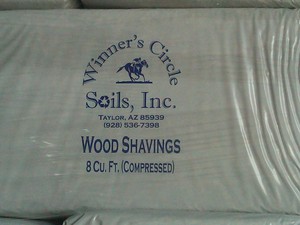 Winner's Circle
Soils, Inc.
Taylor, AZ 85939
(928) 536-7398
Wood Shavings
8 Cu. Ft. (Compressed)